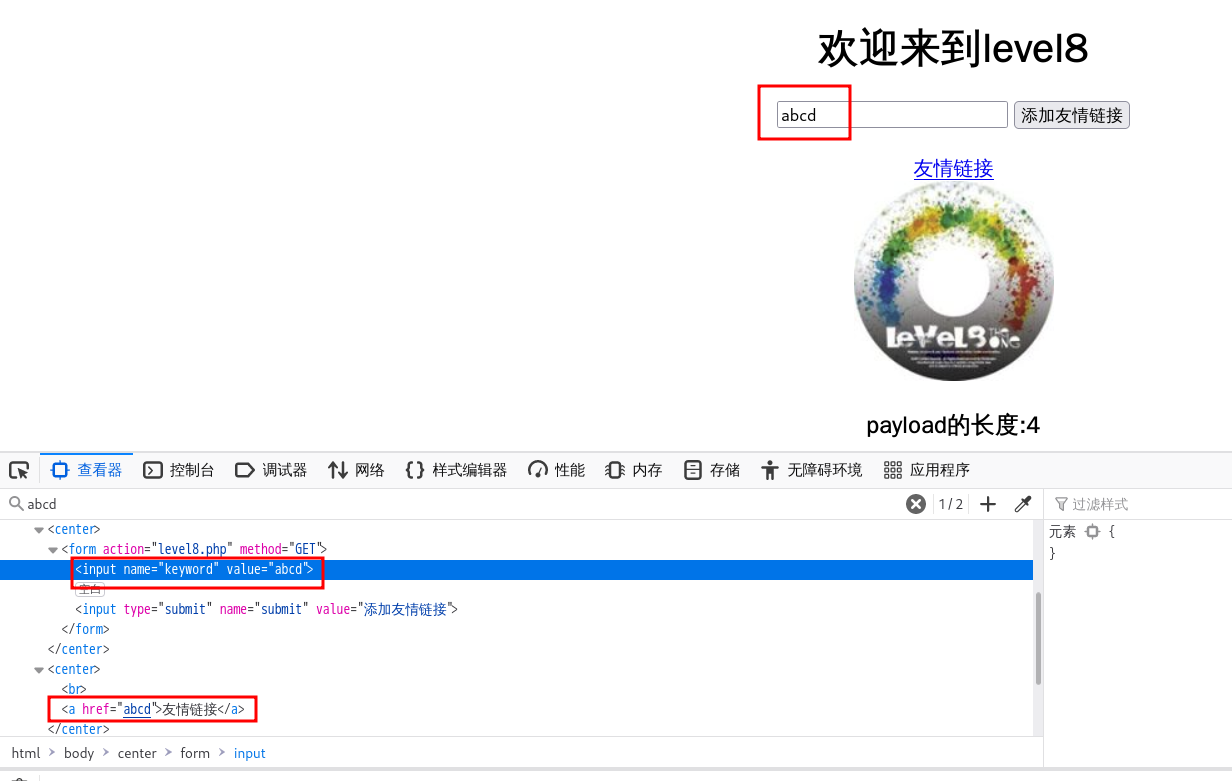 欢迎来到level8
abcd 添加友情链接
友情链接
LeVeL8 THE ONG
payload的长度:4
查看器 控制台 调试器 网络 样式编辑器 性能 内存 存储 无障碍环境 应用程序
abcd 1 / 2 过滤样式
<center>
<form action="level8.php" method="GET">
<input name="keyword" value="abcd">
空白
<input type="submit" name="submit" value="添加友情链接">
</form>
</center>
<center>
<br>
<a href="abcd">友情链接</a>
</center>
元素 {
}
html body center form input